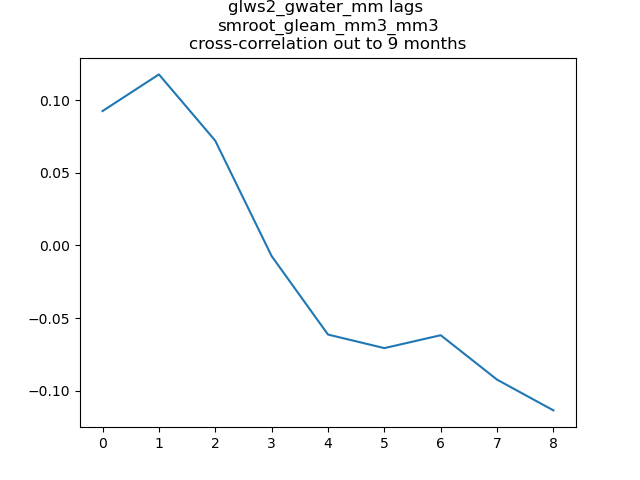 glws2_gwater_mm lags
smroot_gleam_mm3_mm3
cross-correlation out to 9 months
0.10
0.05
0.00
−0.05
−0.10
0 1 2 3 4 5 6 7 8